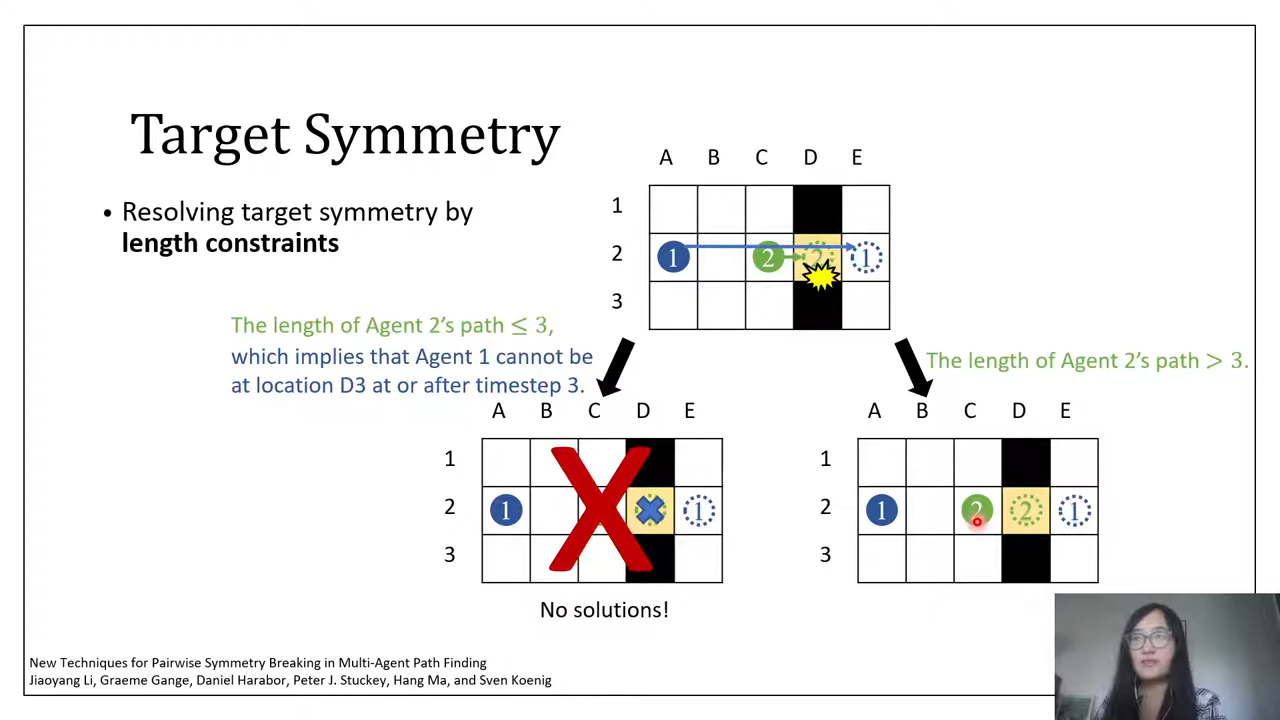 Target Symmetry
• Resolving target symmetry by
length constraints
A B C D E
1
2 1 2 2 1
3
The length of Agent 2's path ≤ 3,
which implies that Agent 1 cannot be
at location D3 at or after timestep 3.
The length of Agent 2's path > 3.
A B C D E
1
2 1 1
3
No solutions!
A B C D E
1
2 1 2 2 1
3
New Techniques for Pairwise Symmetry Breaking in Multi-Agent Path Finding
Jiaoyang Li, Graeme Gange, Daniel Harabor, Peter J. Stuckey, Hang Ma, and Sven Koenig